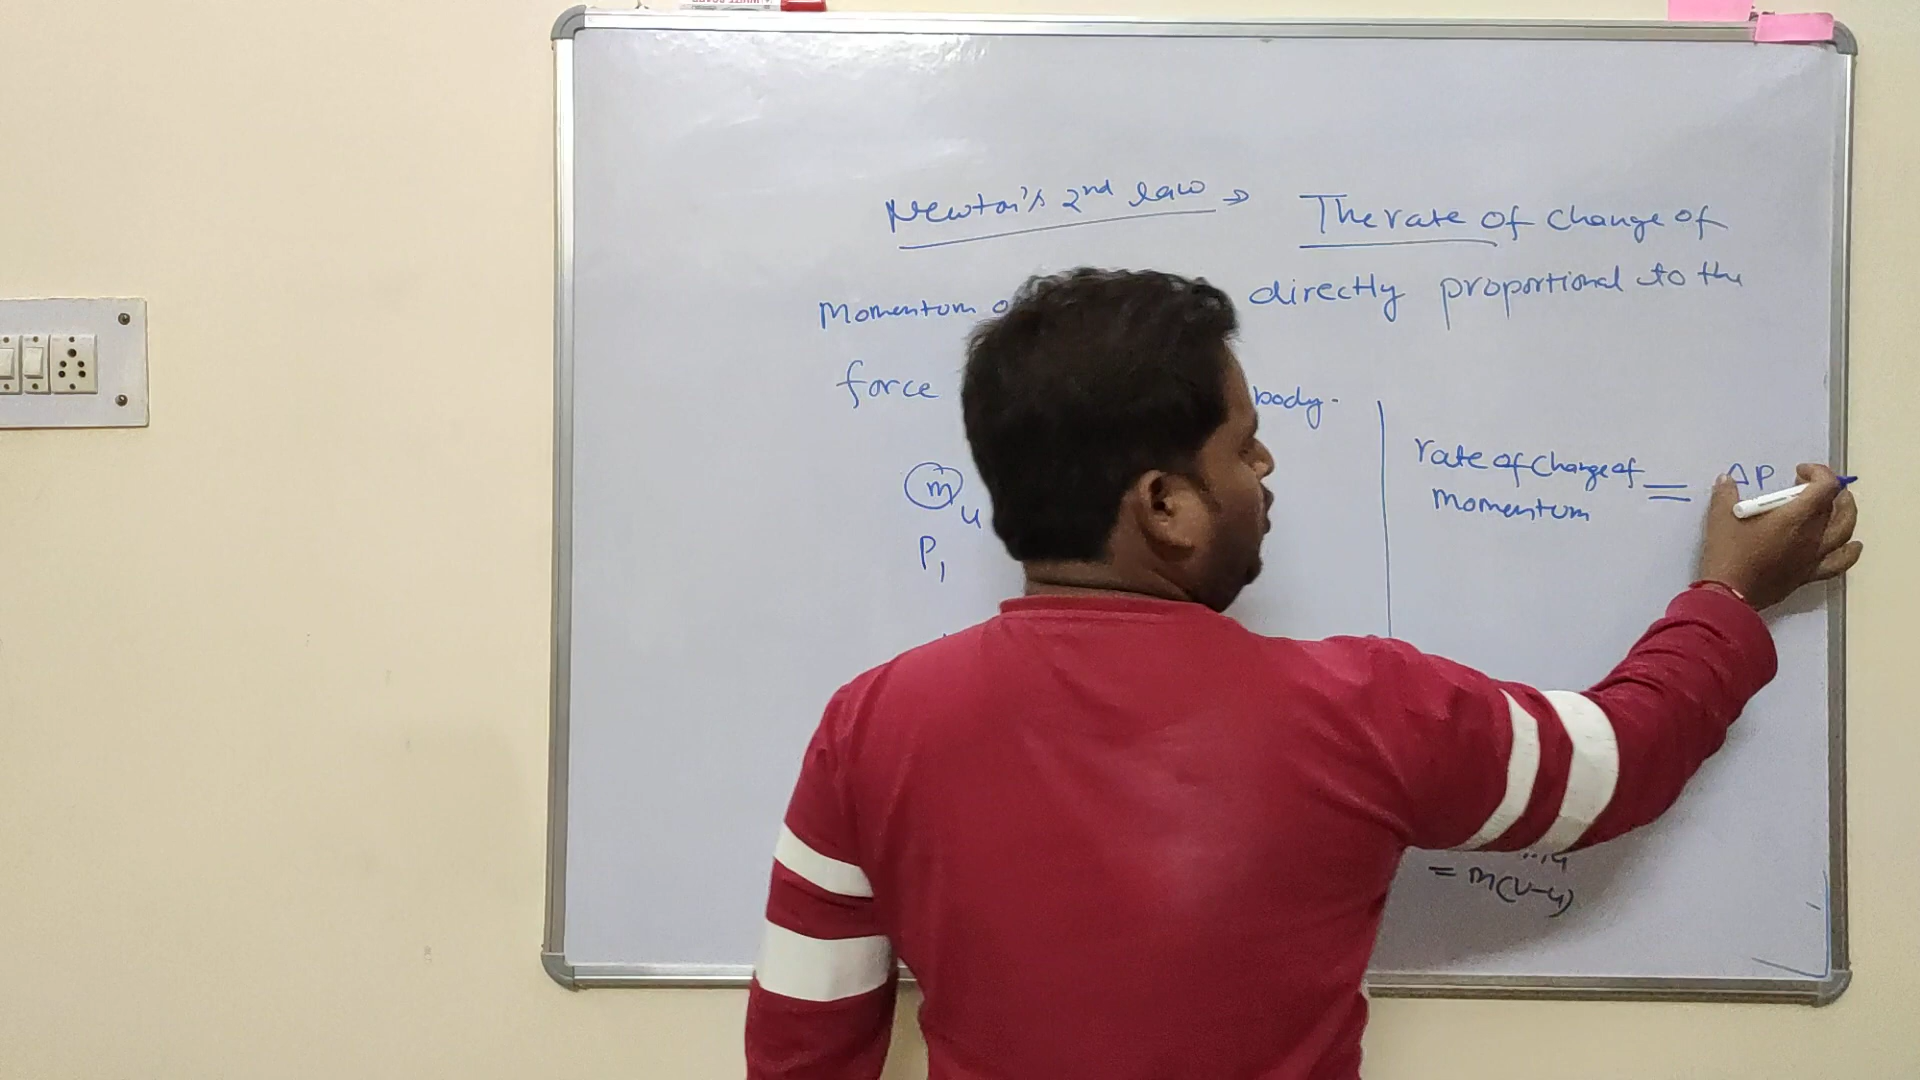 Newton's 2nd law → The rate of change of
Momentum directly proportional to the
force body.
m
u
P1
rate of change of
momentum = ΔP
= m(v-u)